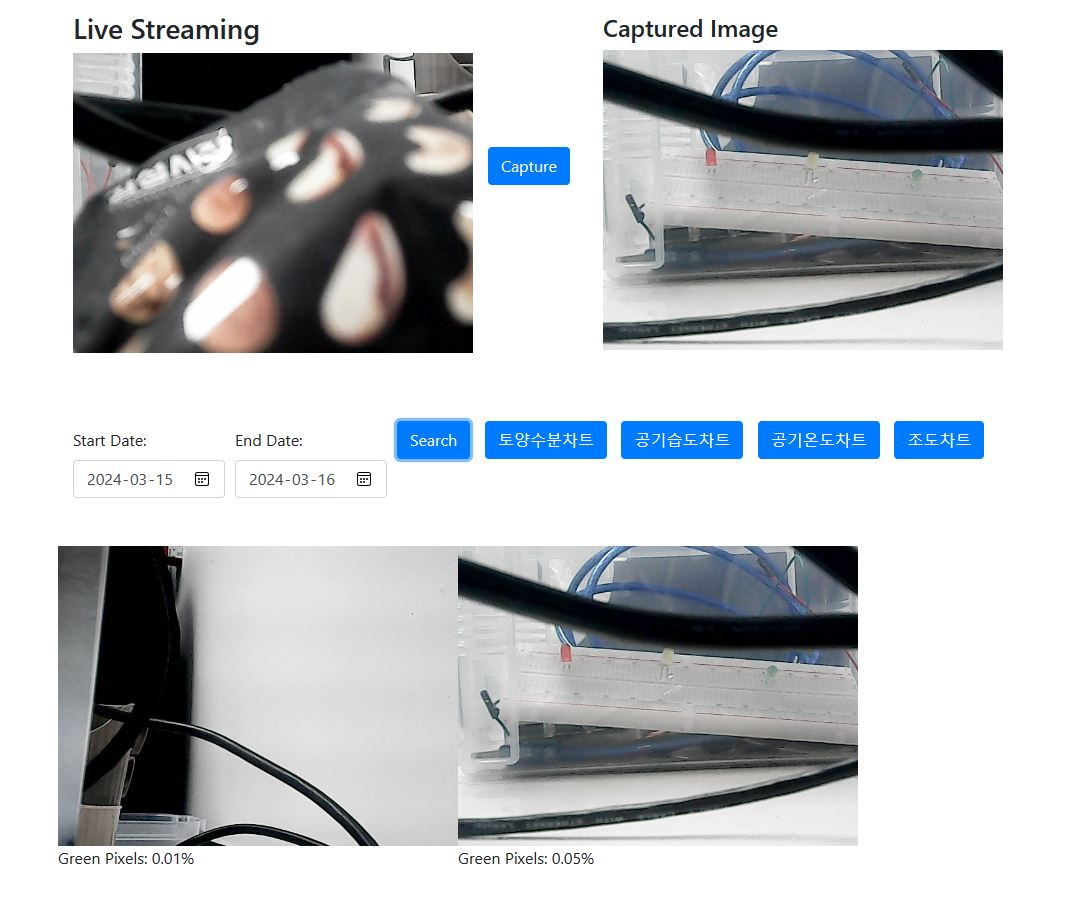 Live Streaming
Captured Image
Capture
Start Date:
End Date:
Search
토양수분차트
공기습도차트
공기온도차트
조도차트
2024-03-15
2024-03-16
Green Pixels: 0.01%
Green Pixels: 0.05%